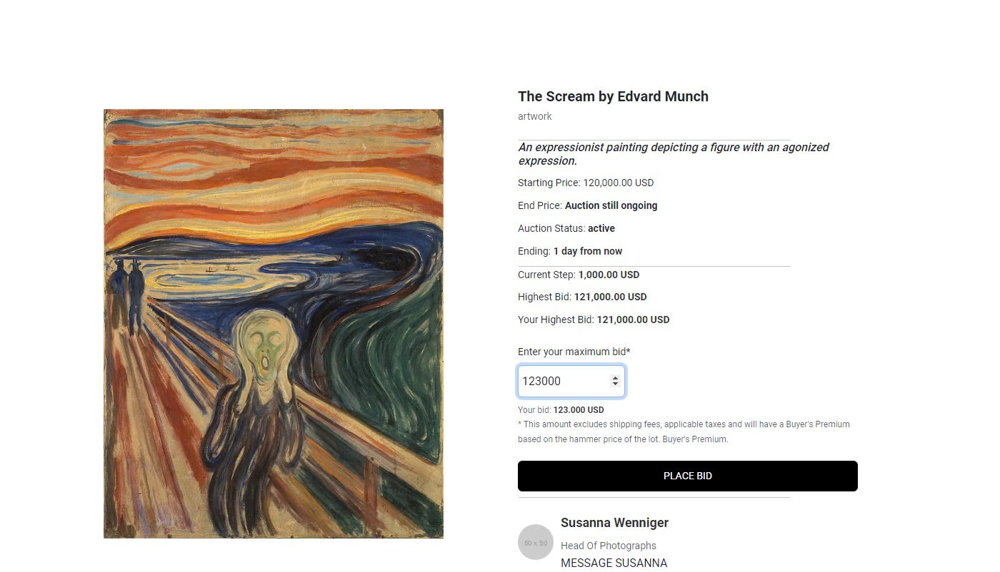 The Scream by Edvard Munch
artwork
An expressionist painting depicting a figure with an agonized
expression.
Starting Price: 120,000.00 USD
End Price: Auction still ongoing
Auction Status: active
Ending: 1 day from now
Current Step: 1,000.00 USD
Highest Bid: 121,000.00 USD
Your Highest Bid: 121,000.00 USD
Enter your maximum bid*
123000
Your bid: 123.000 USD
* This amount excludes shipping fees, applicable taxes and will have a Buyer's Premium
based on the hammer price of the lot. Buyer's Premium.
PLACE BID
Susanna Wenniger
50 x 50
Head Of Photographs
MESSAGE SUSANNA